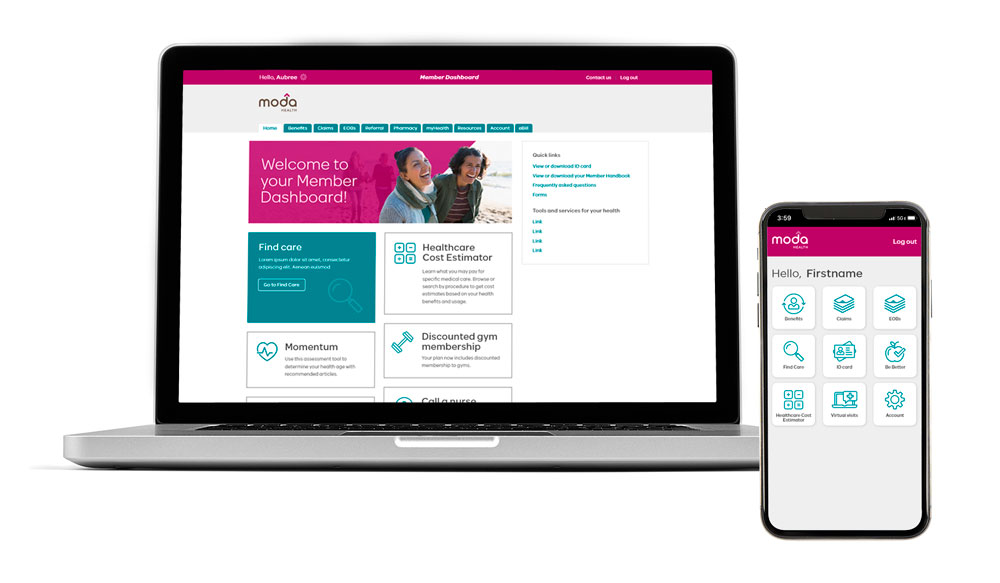 Hello, Aubree
Member Dashboard
Contact us
Log out
moda
HEALTH
Home
Benefits
Claims
EOBs
Referral
Pharmacy
myHealth
Resources
Account
eBill
Welcome to
your Member
Dashboard!
Quick links
View or download ID card
View or download your Member Handbook
Frequently asked questions
Forms
Tools and services for your health
Link
Link
Link
Link
Find care
Lorem ipsum dolor sit amet, consectetur
adipiscing elit. Aenean euismod
Go to Find Care
Healthcare
Cost Estimator
Learn what you may pay for
specific medical care. Browse or
search by procedure to get cost
estimates based on your health
benefits and usage.
Momentum
Use this assessment tool to
determine your health age with
recommended articles.
Discounted gym
membership
Your plan now includes discounted
membership to gyms.
Call a nurse
3:59
5G
moda
HEALTH
Log out
Hello, Firstname
Benefits
Claims
EOBs
Find Care
ID card
Be Better
Healthcare Cost
Estimator
Virtual visits
Account